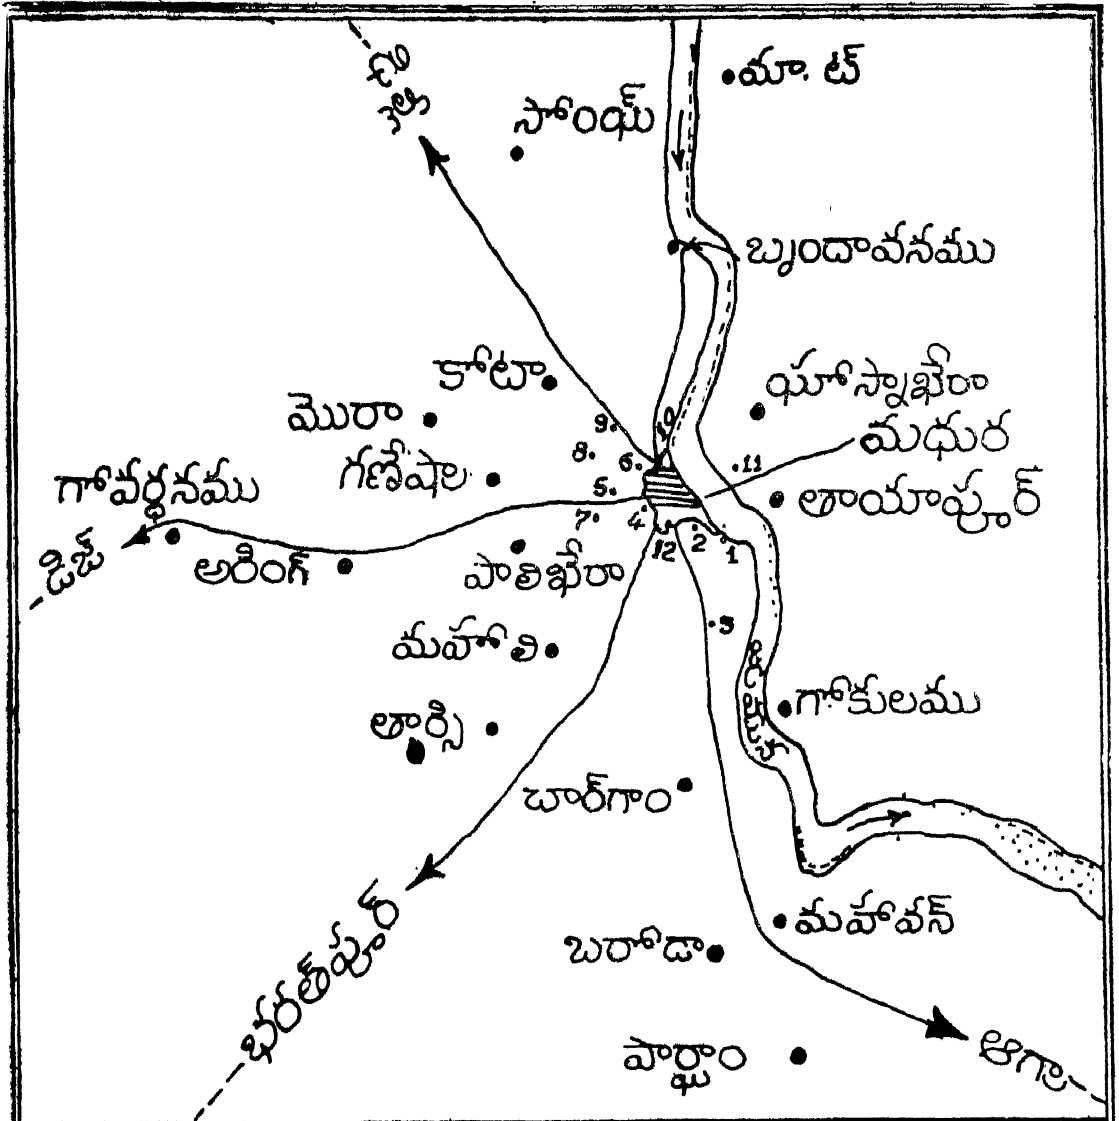 మా. ట్
సోంఖ్
బృందావనము
కోటా
ఘోస్నాఖేరా
మొరా
మధుర
గణేషాల
గోవర్ధనము
తాయాపూర్
10
9.
8.
6.
.11
5.
7.
4
12
2
1
డిజ్
అరింగ్
పాలిఖేరా
.3
మహోలి
గోకులము
తార్సి
చార్‌గాం
మహావన్
బరోడా
భరత్‌పూర్
ఆగ్రా
పార్ఖాం